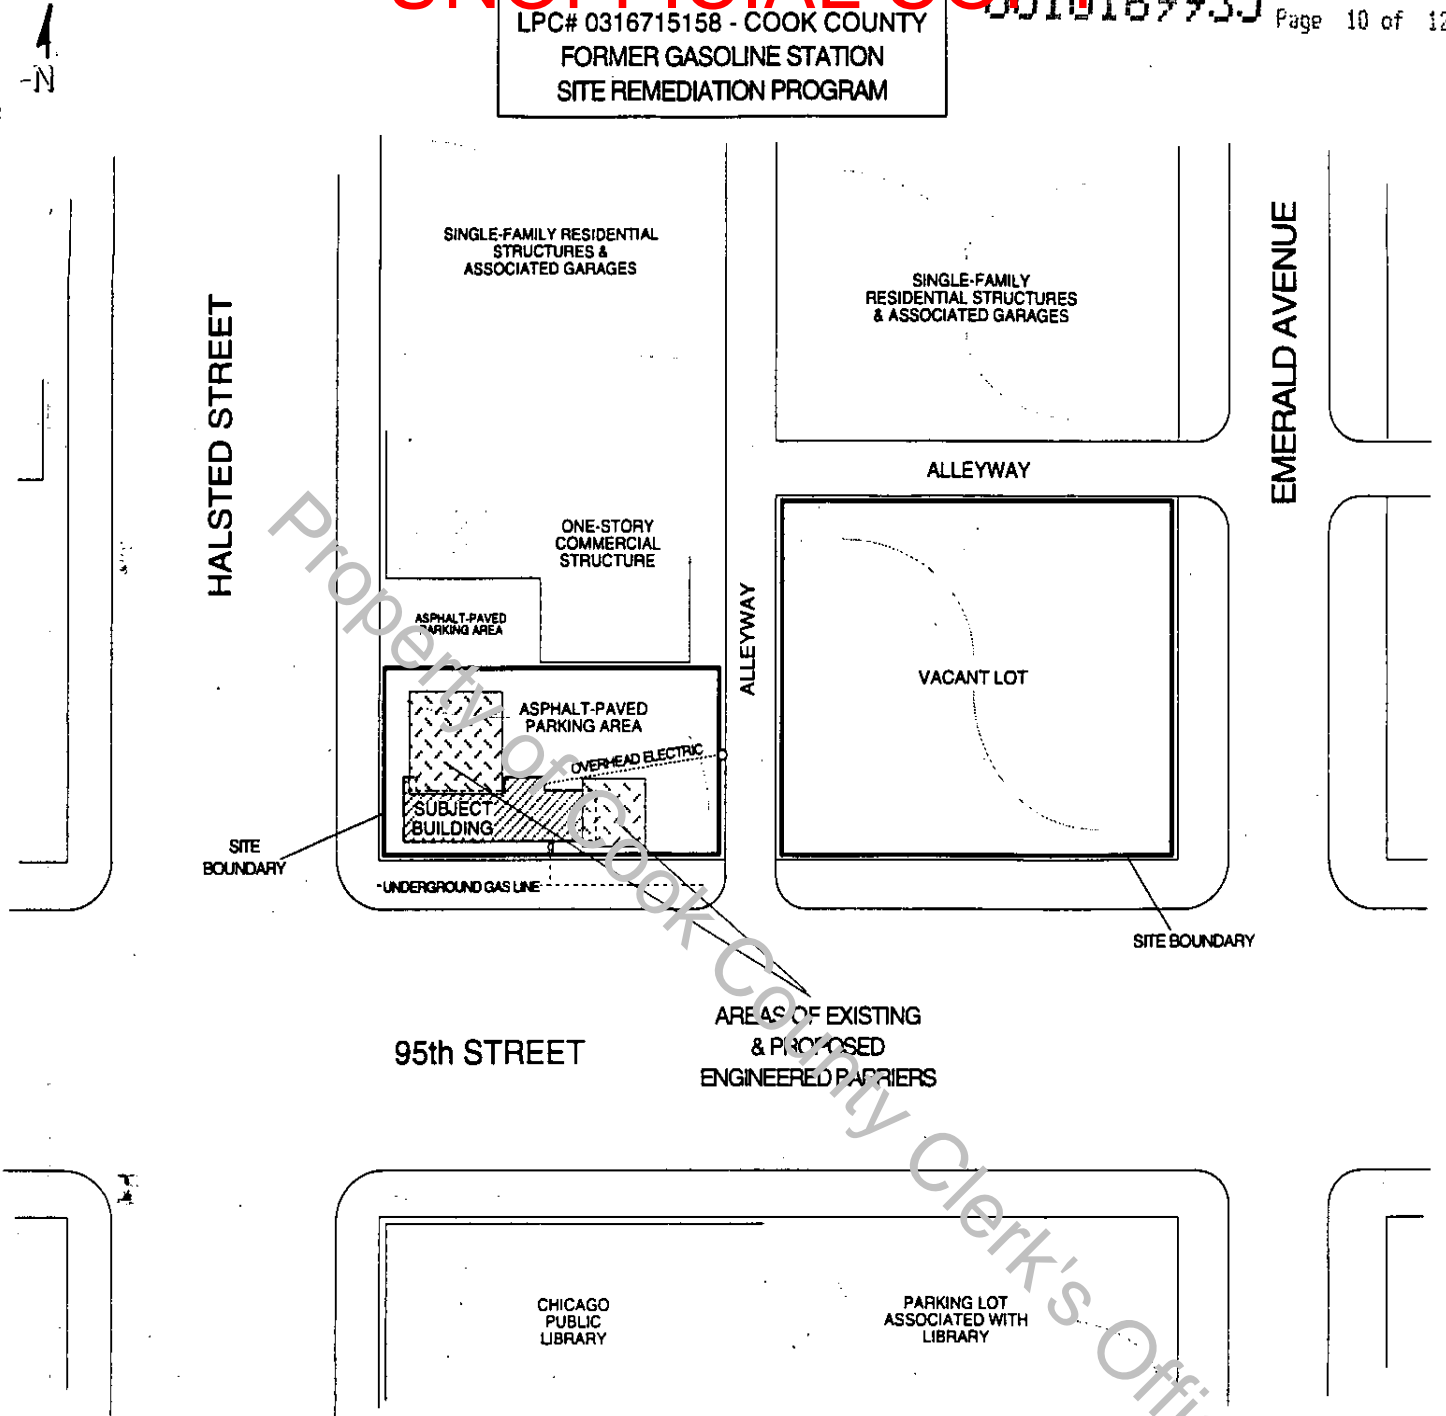 UNOFFICIAL COPY
Page 10 of 12
LPC# 0316715158 - COOK COUNTY
FORMER GASOLINE STATION
SITE REMEDIATION PROGRAM
-N
SINGLE-FAMILY RESIDENTIAL
STRUCTURES &
ASSOCIATED GARAGES
SINGLE-FAMILY
RESIDENTIAL STRUCTURES
& ASSOCIATED GARAGES
HALSTED STREET
EMERALD AVENUE
ALLEYWAY
ONE-STORY
COMMERCIAL
STRUCTURE
ASPHALT-PAVED
PARKING AREA
ALLEYWAY
VACANT LOT
ASPHALT-PAVED
PARKING AREA
OVERHEAD ELECTRIC
SUBJECT
BUILDING
SITE
BOUNDARY
UNDERGROUND GAS LINE
SITE BOUNDARY
AREAS OF EXISTING
& PROPOSED
ENGINEERED BARRIERS
95th STREET
CHICAGO
PUBLIC
LIBRARY
PARKING LOT
ASSOCIATED WITH
LIBRARY
Property of Cook County Clerk's Offi